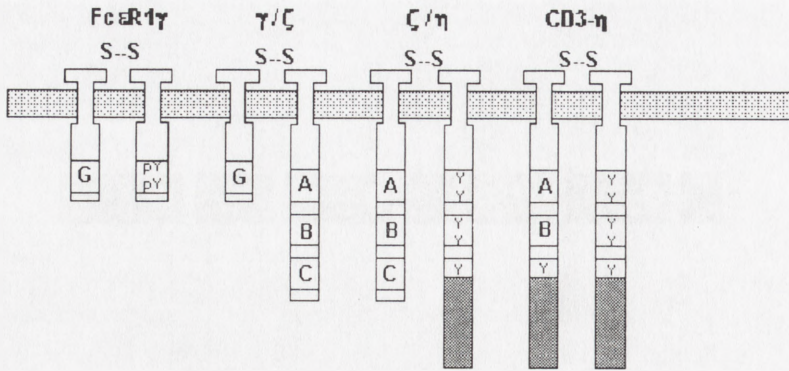 FcεR1γ γ/ζ ζ/η CD3-η
S--S S--S S--S S--S
G pY G A A Y A Y
pY Y Y
B B Y B Y
Y Y
C C Y Y Y